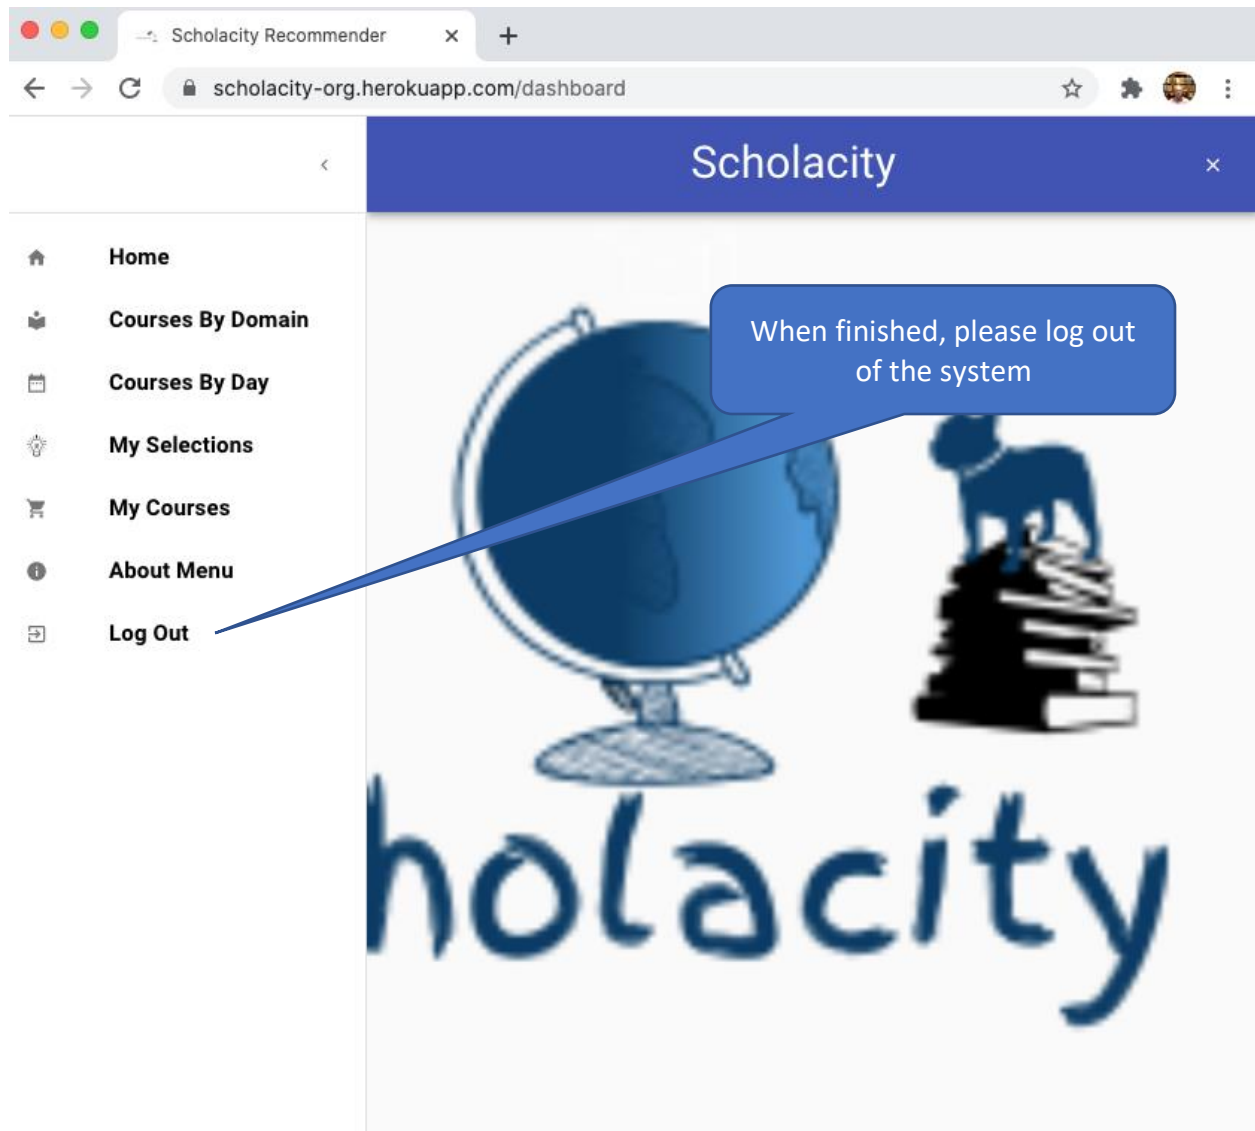 Scholacity Recommender
scholacity-org.herokuapp.com/dashboard
Scholacity
Home
Courses By Domain
Courses By Day
My Selections
My Courses
About Menu
Log Out
When finished, please log out
of the system
holacity